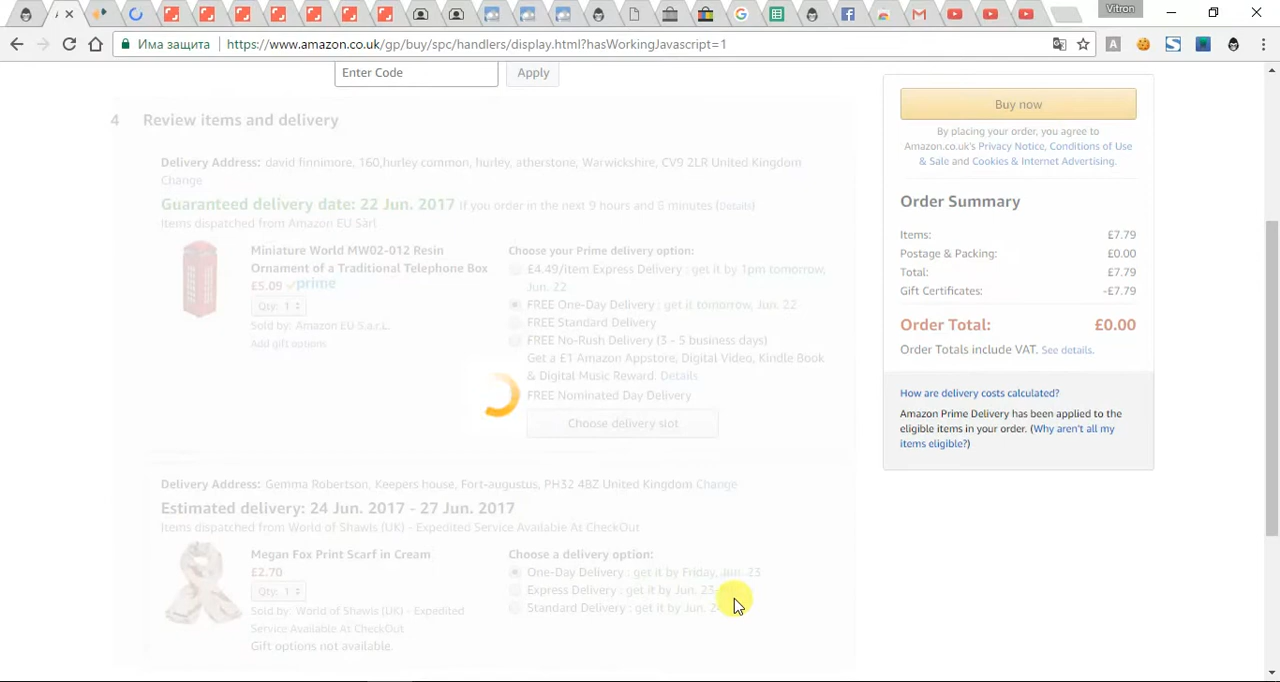 Vitron
Има защита
https://www.amazon.co.uk/gp/buy/spc/handlers/display.html?hasWorkingJavascript=1
Enter Code
Apply
4 Review items and delivery
Delivery Address: david finnimore, 160,hurley common, hurley, atherstone, Warwickshire, CV9 2LR United Kingdom
Change
Guaranteed delivery date: 22 Jun. 2017 If you order in the next 9 hours and 6 minutes (Details)
Items dispatched from Amazon EU Sàrl
Miniature World MW02-012 Resin
Ornament of a Traditional Telephone Box
£5.09 prime
Qty: 1
Sold by: Amazon EU S.a.r.L.
Add gift options
Choose your Prime delivery option:
£4.49/item Express Delivery : get it by 1pm tomorrow,
Jun. 22
FREE One-Day Delivery : get it tomorrow, Jun. 22
FREE Standard Delivery
FREE No-Rush Delivery (3 - 5 business days)
Get a £1 Amazon Appstore, Digital Video, Kindle Book
& Digital Music Reward. Details
FREE Nominated Day Delivery
Choose delivery slot
Delivery Address: Gemma Robertson, Keepers house, Fort-augustus, PH32 4BZ United Kingdom Change
Estimated delivery: 24 Jun. 2017 - 27 Jun. 2017
Items dispatched from World of Shawls (UK) - Expedited Service Available At CheckOut
Megan Fox Print Scarf in Cream
£2.70
Qty: 1
Sold by: World of Shawls (UK) - Expedited
Service Available At CheckOut
Gift options not available.
Choose a delivery option:
One-Day Delivery : get it by Friday, Jun. 23
Express Delivery : get it by Jun. 23
Standard Delivery : get it by Jun.
Buy now
By placing your order, you agree to
Amazon.co.uk's Privacy Notice, Conditions of Use
& Sale and Cookies & Internet Advertising.
Order Summary
Items: £7.79
Postage & Packing: £0.00
Total: £7.79
Gift Certificates: -£7.79
Order Total: £0.00
Order Totals include VAT. See details.
How are delivery costs calculated?
Amazon Prime Delivery has been applied to the
eligible items in your order. (Why aren't all my
items eligible?)